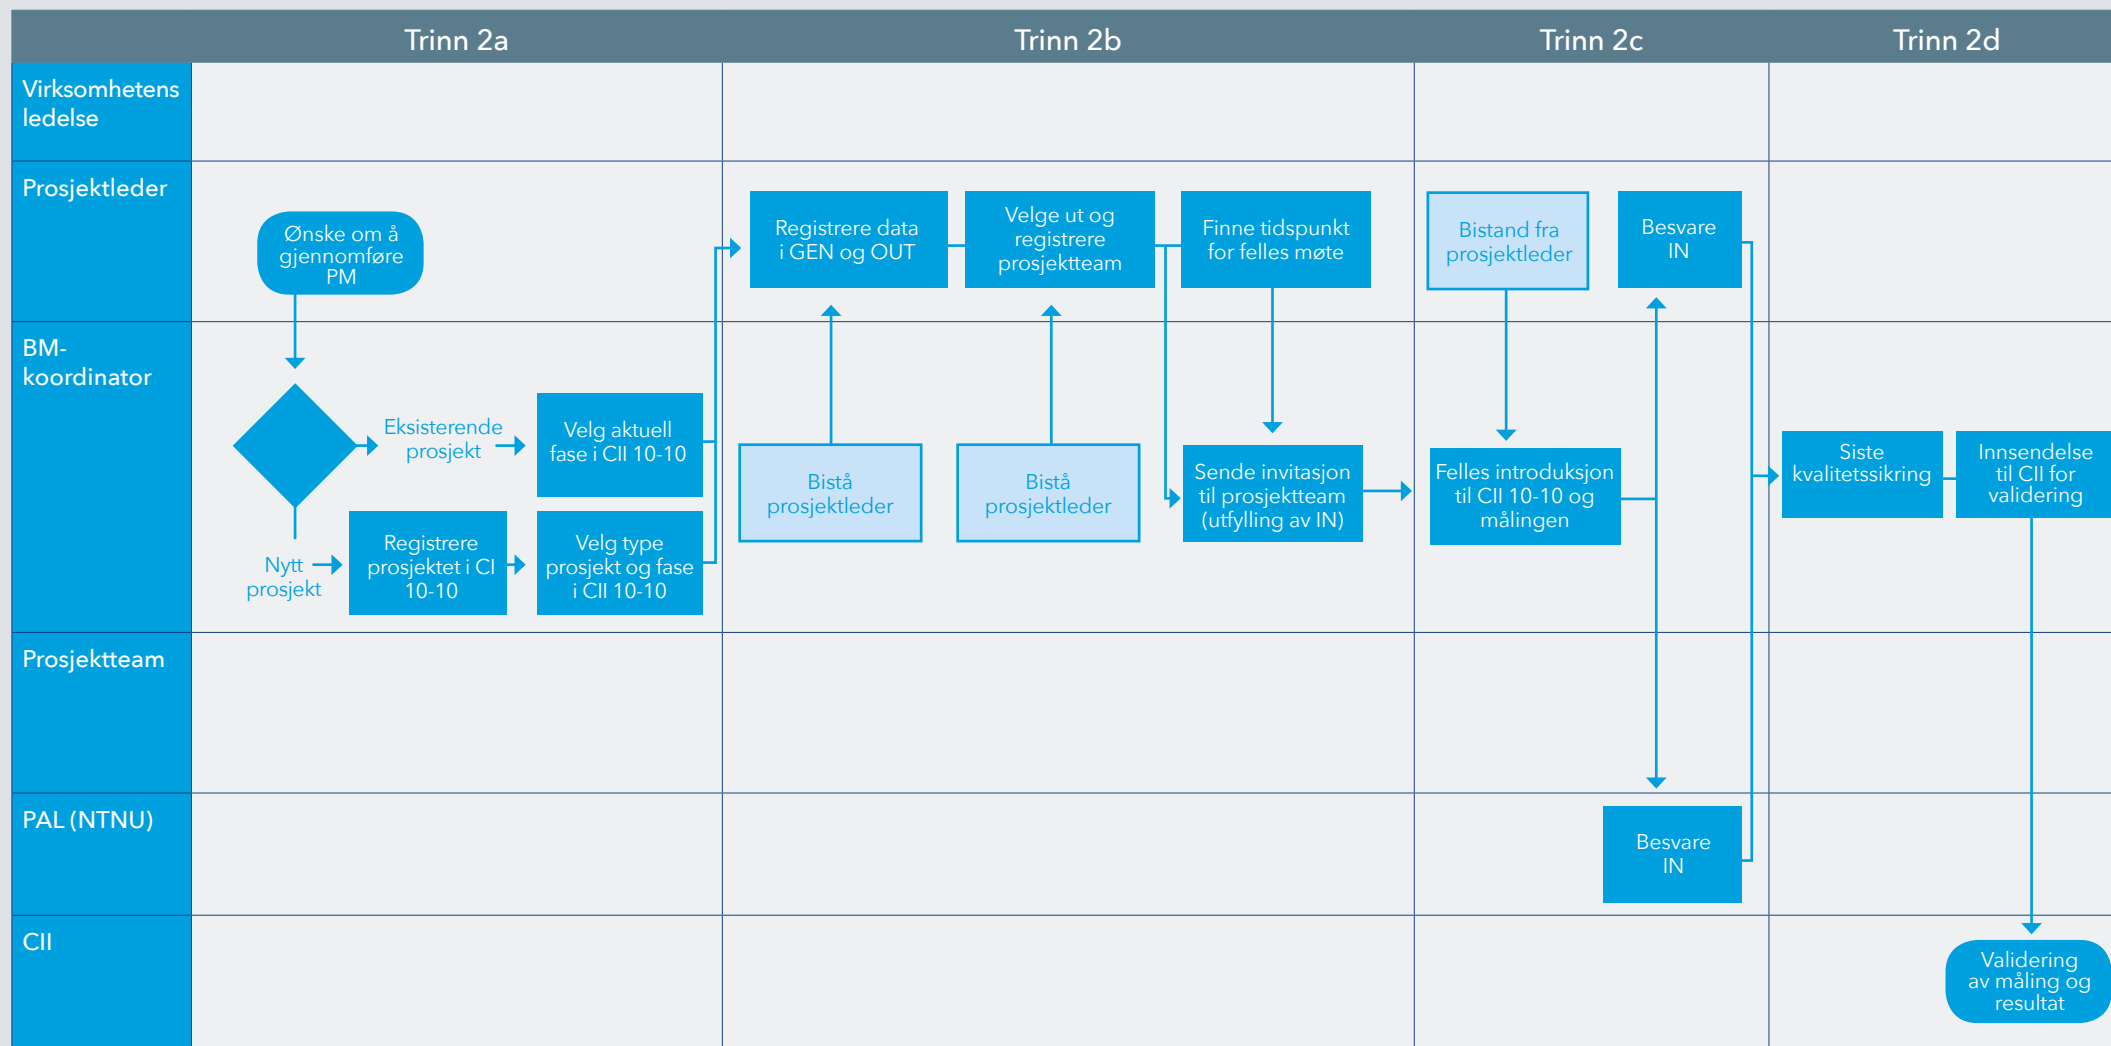 Trinn 2a
Trinn 2b
Trinn 2c
Trinn 2d
Virksomhetens
ledelse
Prosjektleder
Ønske om å
gjennomføre
PM
Registrere data
i GEN og OUT
Velge ut og
registrere
prosjektteam
Finne tidspunkt
for felles møte
Bistand fra
prosjektleder
Besvare
IN
BM-
koordinator
Eksisterende
prosjekt
Velg aktuell
fase i CII 10-10
Nytt
prosjekt
Registrere
prosjektet i CI
10-10
Velg type
prosjekt og fase
i CII 10-10
Bistå
prosjektleder
Bistå
prosjektleder
Sende invitasjon
til prosjektteam
(utfylling av IN)
Felles introduksjon
til CII 10-10 og
målingen
Siste
kvalitetssikring
Innsendelse
til CII for
validering
Prosjektteam
PAL (NTNU)
Besvare
IN
CII
Validering
av måling og
resultat